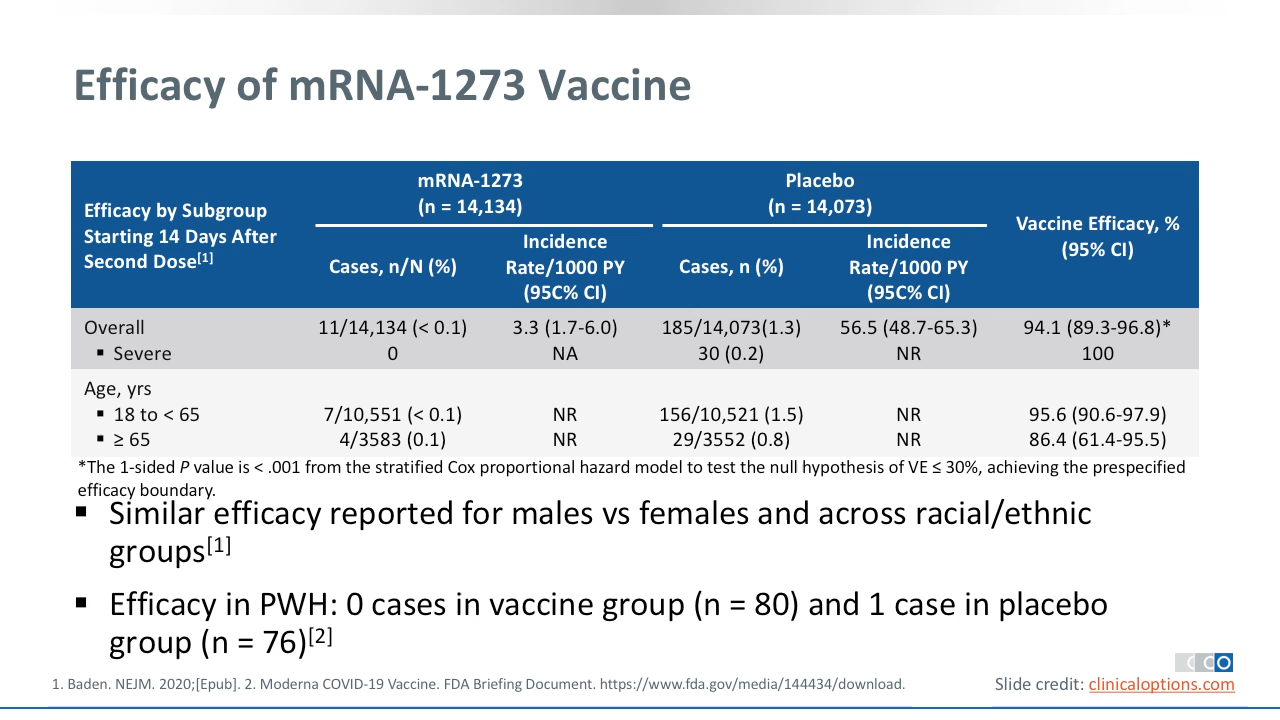 Efficacy of mRNA-1273 Vaccine
Efficacy by Subgroup
Starting 14 Days After
Second Dose[1]
mRNA-1273
(n = 14,134)
Placebo
(n = 14,073)
Vaccine Efficacy, %
(95% CI)
Cases, n/N (%)
Incidence
Rate/1000 PY
(95C% CI)
Cases, n (%)
Incidence
Rate/1000 PY
(95C% CI)
Overall 11/14,134 (< 0.1) 3.3 (1.7-6.0) 185/14,073(1.3) 56.5 (48.7-65.3) 94.1 (89.3-96.8)*
▪ Severe 0 NA 30 (0.2) NR 100
Age, yrs
▪ 18 to < 65 7/10,551 (< 0.1) NR 156/10,521 (1.5) NR 95.6 (90.6-97.9)
▪ ≥ 65 4/3583 (0.1) NR 29/3552 (0.8) NR 86.4 (61.4-95.5)
*The 1-sided P value is < .001 from the stratified Cox proportional hazard model to test the null hypothesis of VE ≤ 30%, achieving the prespecified
efficacy boundary.
▪ Similar efficacy reported for males vs females and across racial/ethnic
groups[1]
▪ Efficacy in PWH: 0 cases in vaccine group (n = 80) and 1 case in placebo
group (n = 76)[2]
CCO
1. Baden. NEJM. 2020;[Epub]. 2. Moderna COVID-19 Vaccine. FDA Briefing Document. https://www.fda.gov/media/144434/download.
Slide credit: clinicaloptions.com